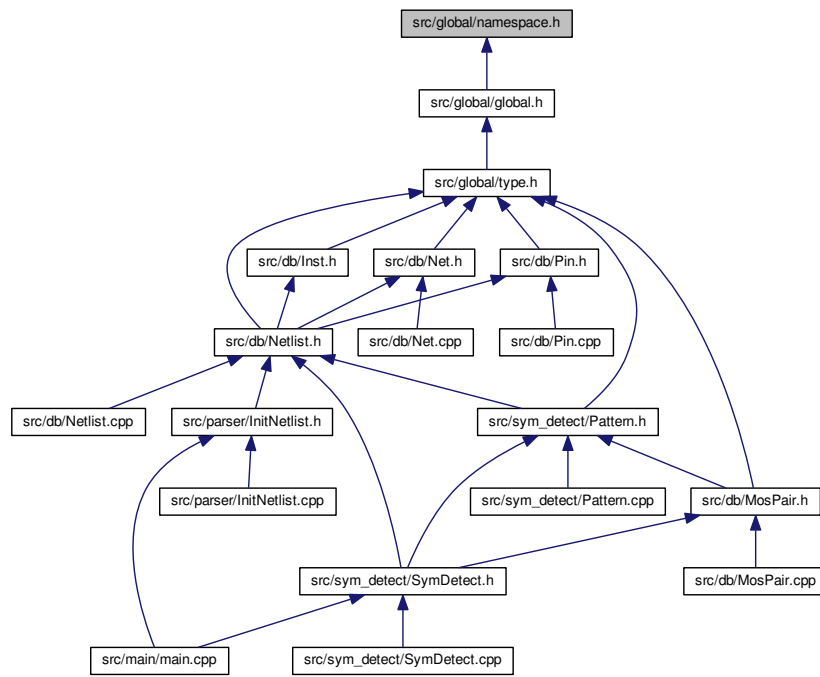 src/global/namespace.h
src/global/global.h
src/global/type.h
src/db/Inst.h
src/db/Net.h
src/db/Pin.h
src/db/Netlist.h
src/db/Net.cpp
src/db/Pin.cpp
src/db/Netlist.cpp
src/parser/InitNetlist.h
src/sym_detect/Pattern.h
src/parser/InitNetlist.cpp
src/sym_detect/Pattern.cpp
src/db/MosPair.h
src/sym_detect/SymDetect.h
src/db/MosPair.cpp
src/main/main.cpp
src/sym_detect/SymDetect.cpp